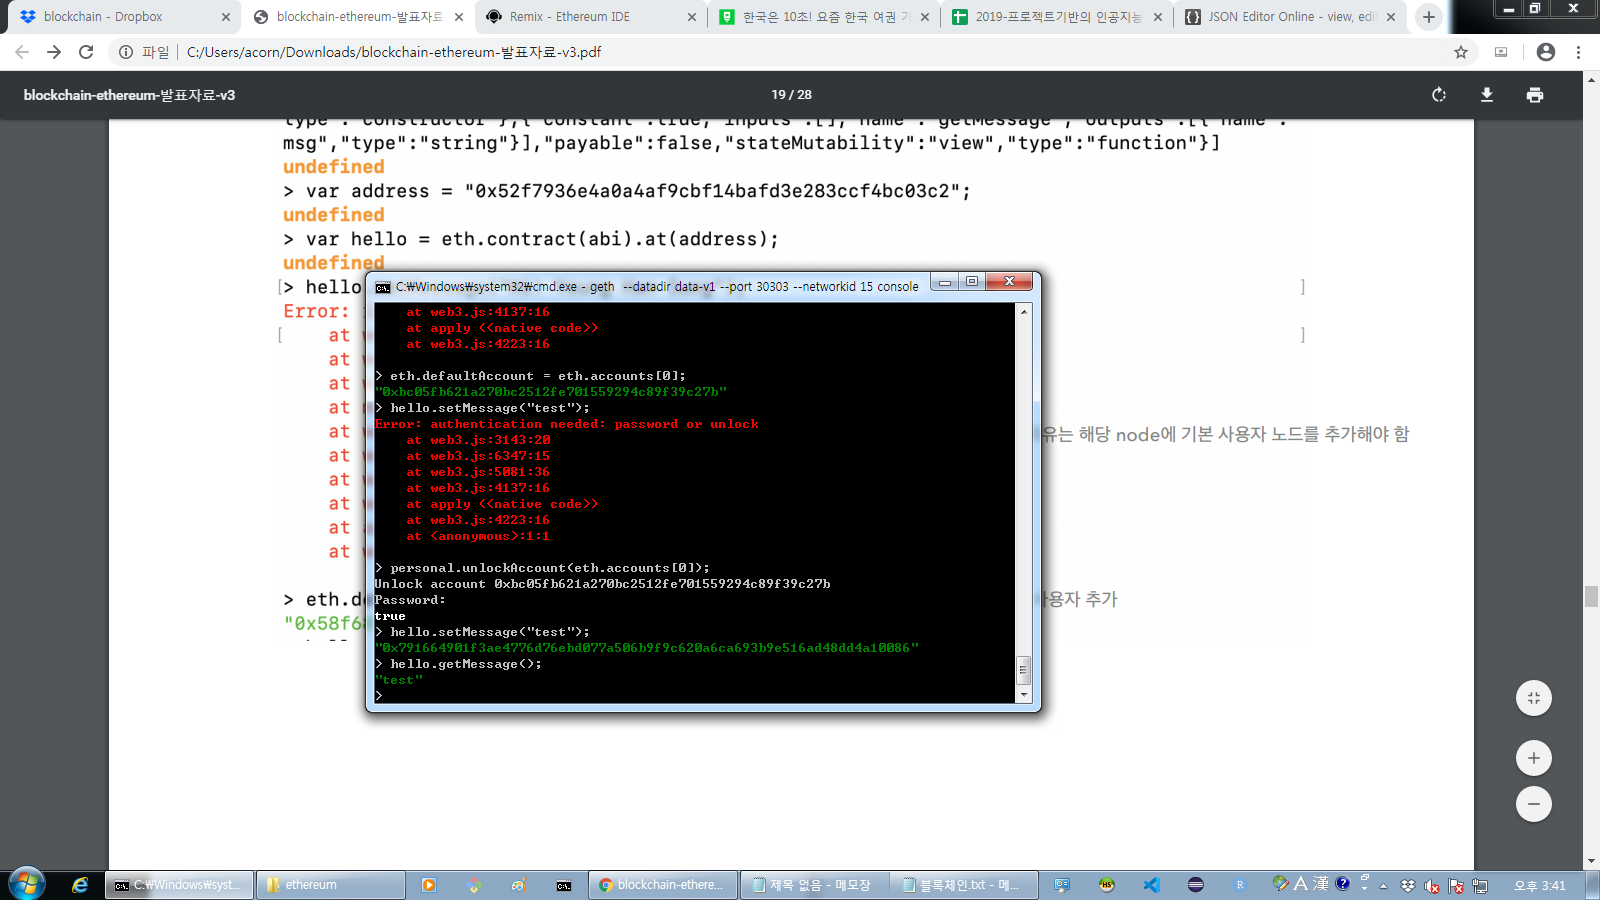 blockchain - Dropbox
blockchain-ethereum-발표자료
Remix - Ethereum IDE
한국은 10초! 요즘 한국 여권
2019-프로젝트기반의 인공지능
JSON Editor Online - view, edi
파일 C:/Users/acorn/Downloads/blockchain-ethereum-발표자료-v3.pdf
blockchain-ethereum-발표자료-v3
19 / 28
type":"constructor"},{"constant":true,"inputs":[],"name":"getMessage","outputs":[{"name":"
msg","type":"string"}],"payable":false,"stateMutability":"view","type":"function"}]
undefined
> var address = "0x52f7936e4a0a4af9cbf14bafd3e283ccf4bc03c2";
undefined
> var hello = eth.contract(abi).at(address);
undefined
[> hello ]
Error:
[ at ]
at
at
at
at
at
at
at
at
at
유는 해당 node에 기본 사용자 노드를 추가해야 함
> eth.de
사용자 추가
"0x58f68
C:\Windows\system32\cmd.exe - geth --datadir data-v1 --port 30303 --networkid 15 console
at web3.js:4137:16
at apply (<native code>)
at web3.js:4223:16
> eth.defaultAccount = eth.accounts[0];
"0xbc05fb621a270bc2512fe701559294c89f39c27b"
> hello.setMessage("test");
Error: authentication needed: password or unlock
at web3.js:3143:20
at web3.js:6347:15
at web3.js:5081:36
at web3.js:4137:16
at apply (<native code>)
at web3.js:4223:16
at <anonymous>:1:1
> personal.unlockAccount(eth.accounts[0]);
Unlock account 0xbc05fb621a270bc2512fe701559294c89f39c27b
Password:
true
> hello.setMessage("test");
"0x791664901f3ae4776d76ebd077a506b9f9c620a6ca693b9e516ad48dd4a10086"
> hello.getMessage();
"test"
>
C:\Windows\syst...
ethereum
blockchain-ethere...
제목 없음 - 메모장
블록체인.txt - 메...
A 漢
오후 3:41